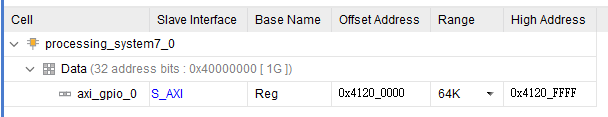 Cell Slave Interface Base Name Offset Address Range High Address
processing_system7_0
Data (32 address bits : 0x40000000 [ 1G ])
axi_gpio_0 S_AXI Reg 0x4120_0000 64K 0x4120_FFFF